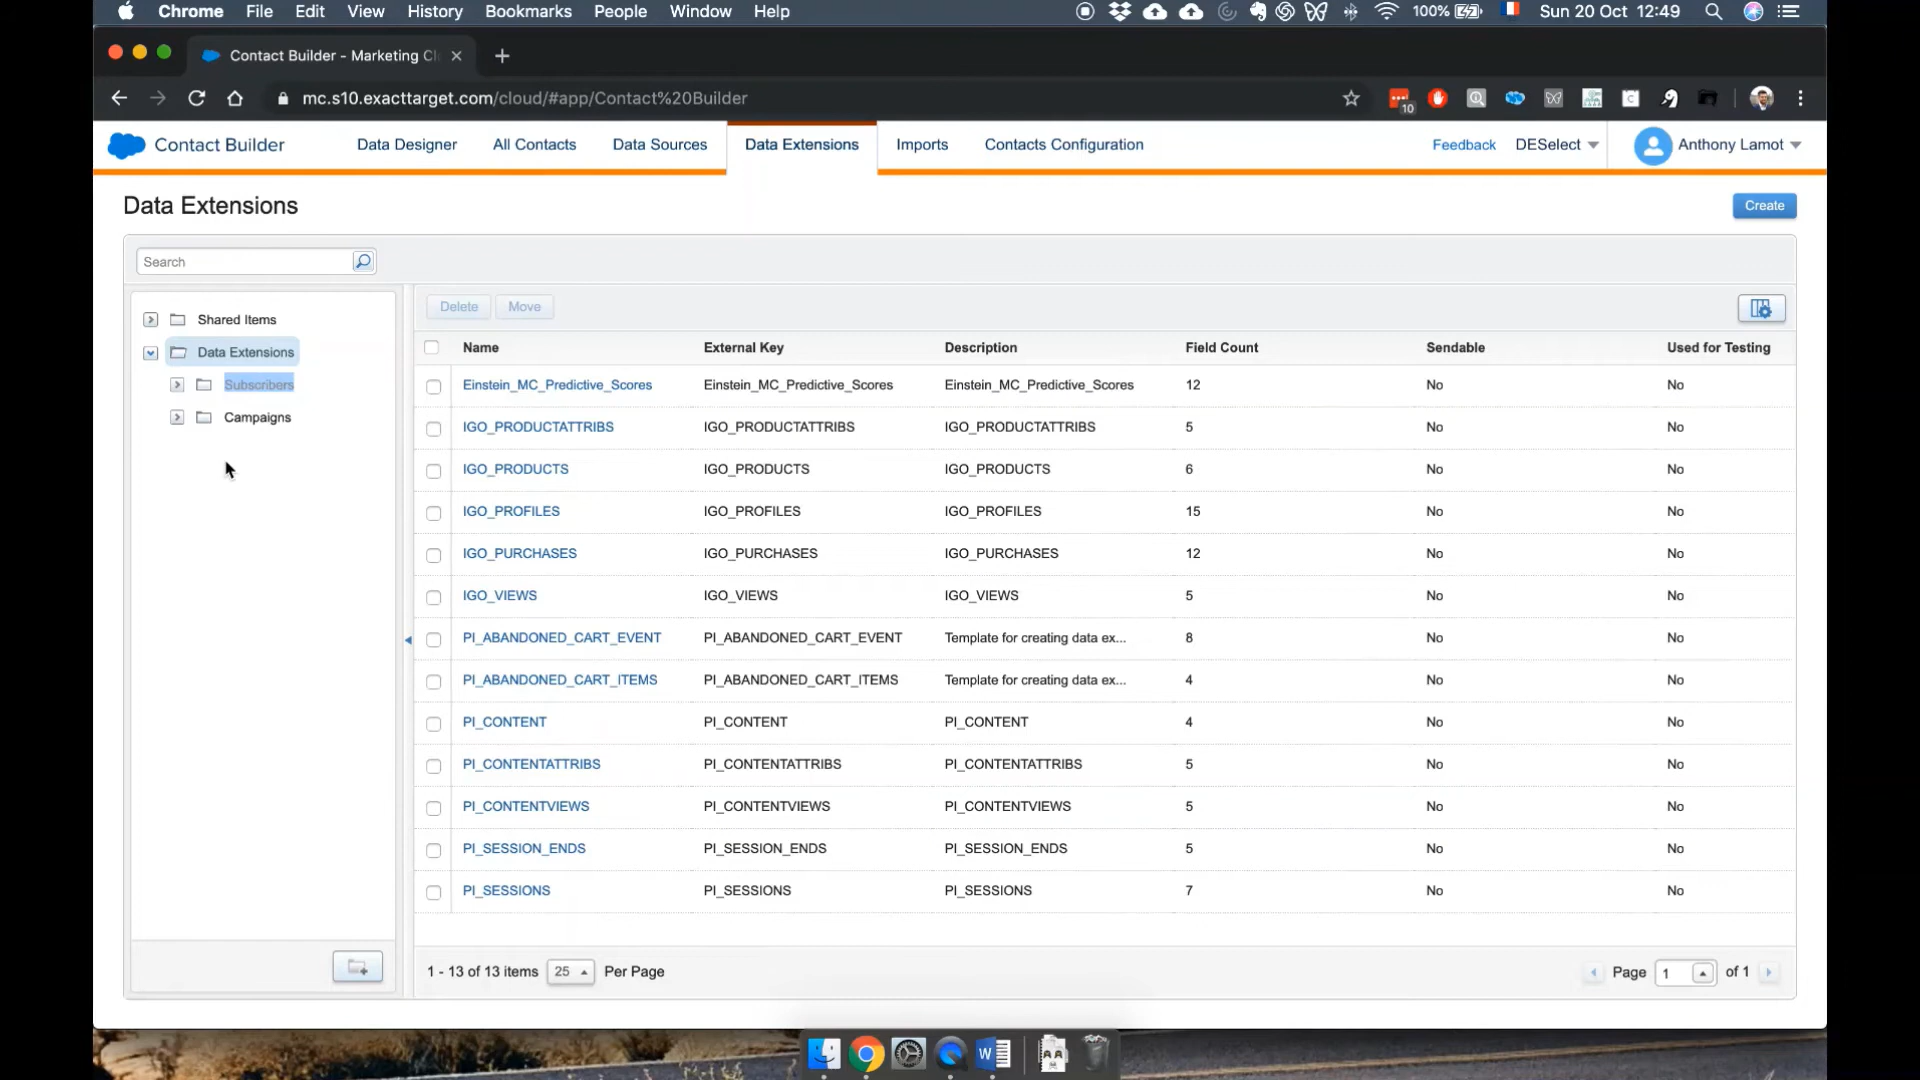 Chrome File Edit View History Bookmarks People Window Help 100% Sun 20 Oct 12:49
Contact Builder - Marketing Cl
mc.s10.exacttarget.com/cloud/#app/Contact%20Builder 10
Contact Builder Data Designer All Contacts Data Sources Data Extensions Imports Contacts Configuration Feedback DESelect Anthony Lamot
Data Extensions Create
Search
Shared Items
Data Extensions
Subscribers
Campaigns
Delete Move
Name External Key Description Field Count Sendable Used for Testing
Einstein_MC_Predictive_Scores Einstein_MC_Predictive_Scores Einstein_MC_Predictive_Scores 12 No No
IGO_PRODUCTATTRIBS IGO_PRODUCTATTRIBS IGO_PRODUCTATTRIBS 5 No No
IGO_PRODUCTS IGO_PRODUCTS IGO_PRODUCTS 6 No No
IGO_PROFILES IGO_PROFILES IGO_PROFILES 15 No No
IGO_PURCHASES IGO_PURCHASES IGO_PURCHASES 12 No No
IGO_VIEWS IGO_VIEWS IGO_VIEWS 5 No No
PI_ABANDONED_CART_EVENT PI_ABANDONED_CART_EVENT Template for creating data ex... 8 No No
PI_ABANDONED_CART_ITEMS PI_ABANDONED_CART_ITEMS Template for creating data ex... 4 No No
PI_CONTENT PI_CONTENT PI_CONTENT 4 No No
PI_CONTENTATTRIBS PI_CONTENTATTRIBS PI_CONTENTATTRIBS 5 No No
PI_CONTENTVIEWS PI_CONTENTVIEWS PI_CONTENTVIEWS 5 No No
PI_SESSION_ENDS PI_SESSION_ENDS PI_SESSION_ENDS 5 No No
PI_SESSIONS PI_SESSIONS PI_SESSIONS 7 No No
1 - 13 of 13 items 25 Per Page Page 1 of 1
W